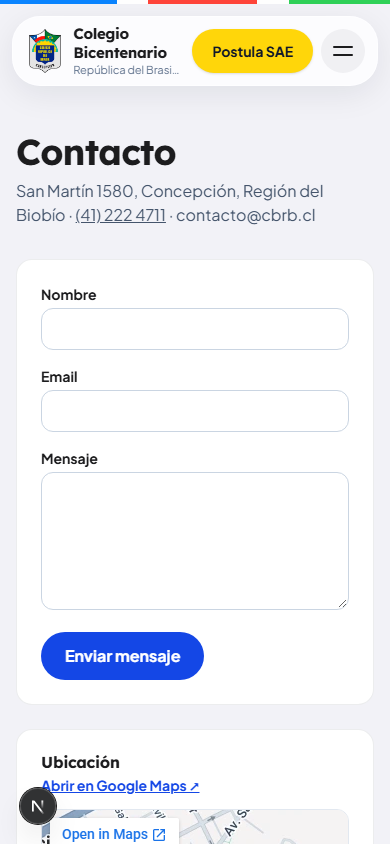 Colegio
Bicentenario
República del Brasi...
Postula SAE
Contacto
San Martín 1580, Concepción, Región del
Biobío · (41) 222 4711 · contacto@cbrb.cl
Nombre
Email
Mensaje
Enviar mensaje
Ubicación
Abrir en Google Maps ↗
N
Open in Maps
Av. S